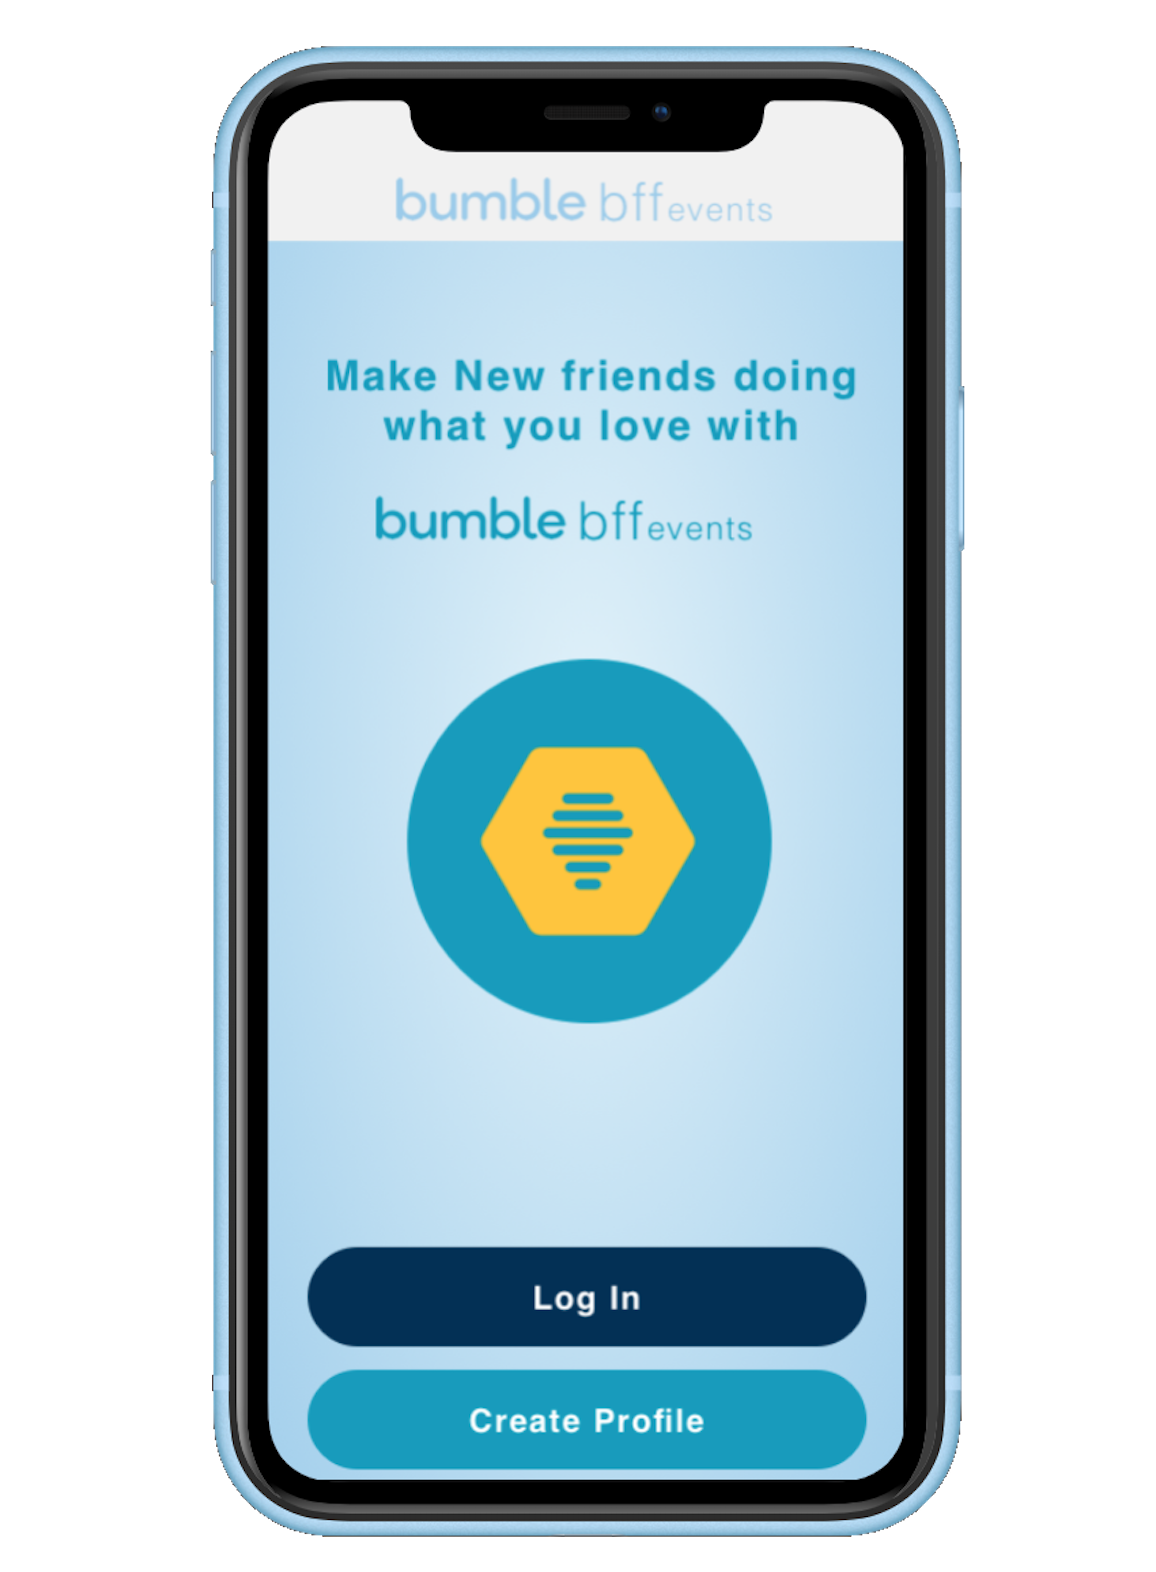 bumble bff events
Make New friends doing
what you love with
bumble bff events
Log In
Create Profile